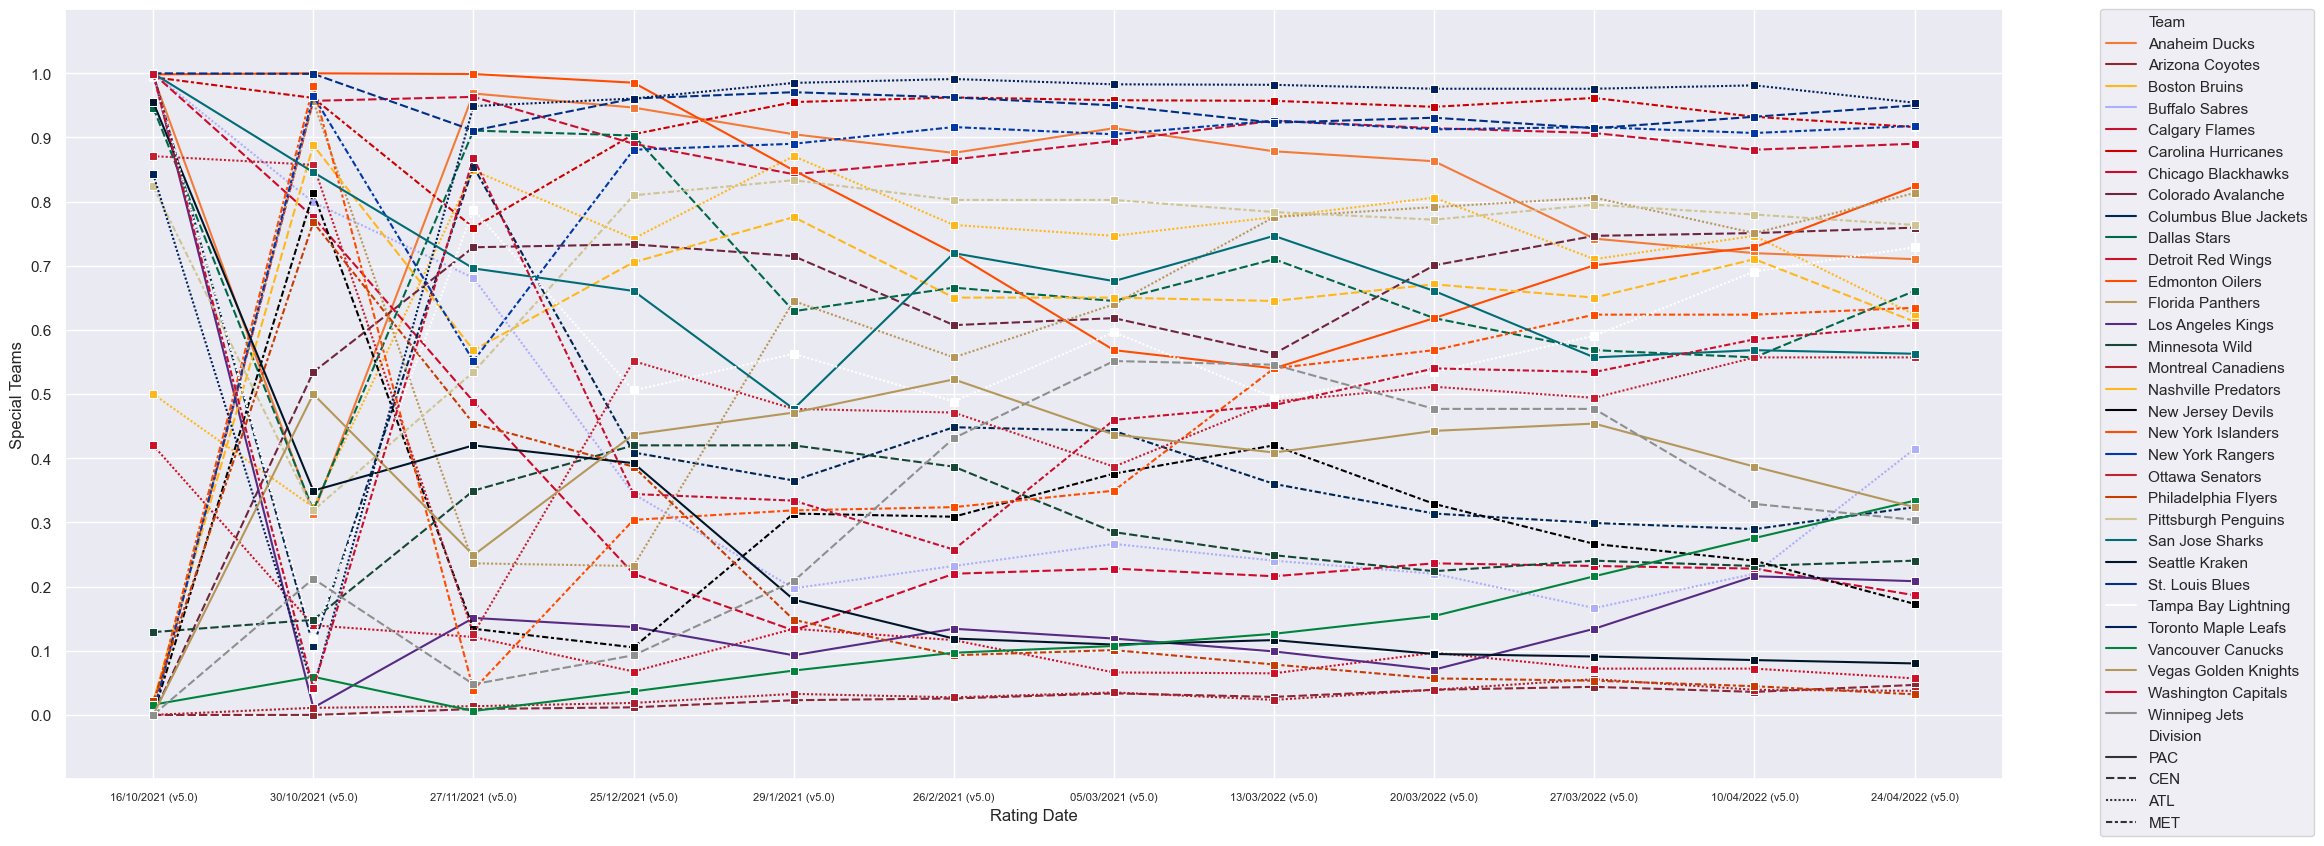 1.0
0.9
0.8
0.7
0.6
0.5
0.4
0.3
0.2
0.1
0.0
Special Teams
16/10/2021 (v5.0)
30/10/2021 (v5.0)
27/11/2021 (v5.0)
25/12/2021 (v5.0)
29/1/2021 (v5.0)
26/2/2021 (v5.0)
05/03/2021 (v5.0)
13/03/2022 (v5.0)
20/03/2022 (v5.0)
27/03/2022 (v5.0)
10/04/2022 (v5.0)
24/04/2022 (v5.0)
Rating Date
Team
Anaheim Ducks
Arizona Coyotes
Boston Bruins
Buffalo Sabres
Calgary Flames
Carolina Hurricanes
Chicago Blackhawks
Colorado Avalanche
Columbus Blue Jackets
Dallas Stars
Detroit Red Wings
Edmonton Oilers
Florida Panthers
Los Angeles Kings
Minnesota Wild
Montreal Canadiens
Nashville Predators
New Jersey Devils
New York Islanders
New York Rangers
Ottawa Senators
Philadelphia Flyers
Pittsburgh Penguins
San Jose Sharks
Seattle Kraken
St. Louis Blues
Tampa Bay Lightning
Toronto Maple Leafs
Vancouver Canucks
Vegas Golden Knights
Washington Capitals
Winnipeg Jets
Division
PAC
CEN
ATL
MET